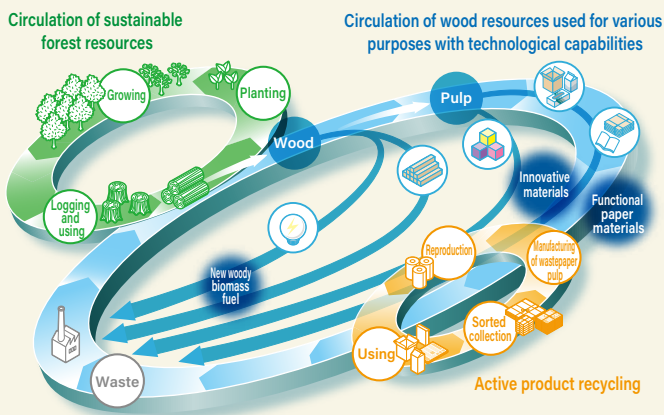 Circulation of sustainable
forest resources
Circulation of wood resources used for various
purposes with technological capabilities
Growing
Planting
Pulp
Wood
Logging
and
using
Innovative
materials
Functional
paper
materials
New woody
biomass
fuel
Reproduction
Manufacturing
of wastepaper
pulp
Sorted
collection
Using
Waste
Active product recycling